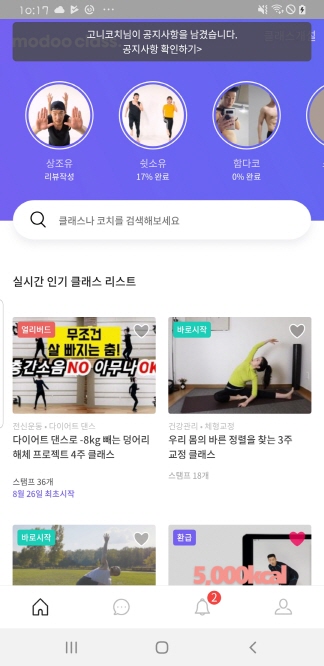 10:17
고니코치님이 공지사항을 남겼습니다.
공지사항 확인하기>
modoo class
상조유
리뷰작성
쉿소유
17% 완료
함다코
0% 완료
클래스나 코치를 검색해보세요
실시간 인기 클래스 리스트
얼리버드
무조건
살 빠지는 춤!
층간소음 NO 이무나 OK
전신운동 • 다이어트 댄스
다이어트 댄스로 -8kg 빼는 덩어리
해체 프로젝트 4주 클래스
스탬프 36개
8월 26일 최초시작
바로시작
건강관리 • 체형교정
우리 몸의 바른 정렬을 찾는 3주
교정 클래스
스탬프 18개
바로시작
환급
5,000kcal
2